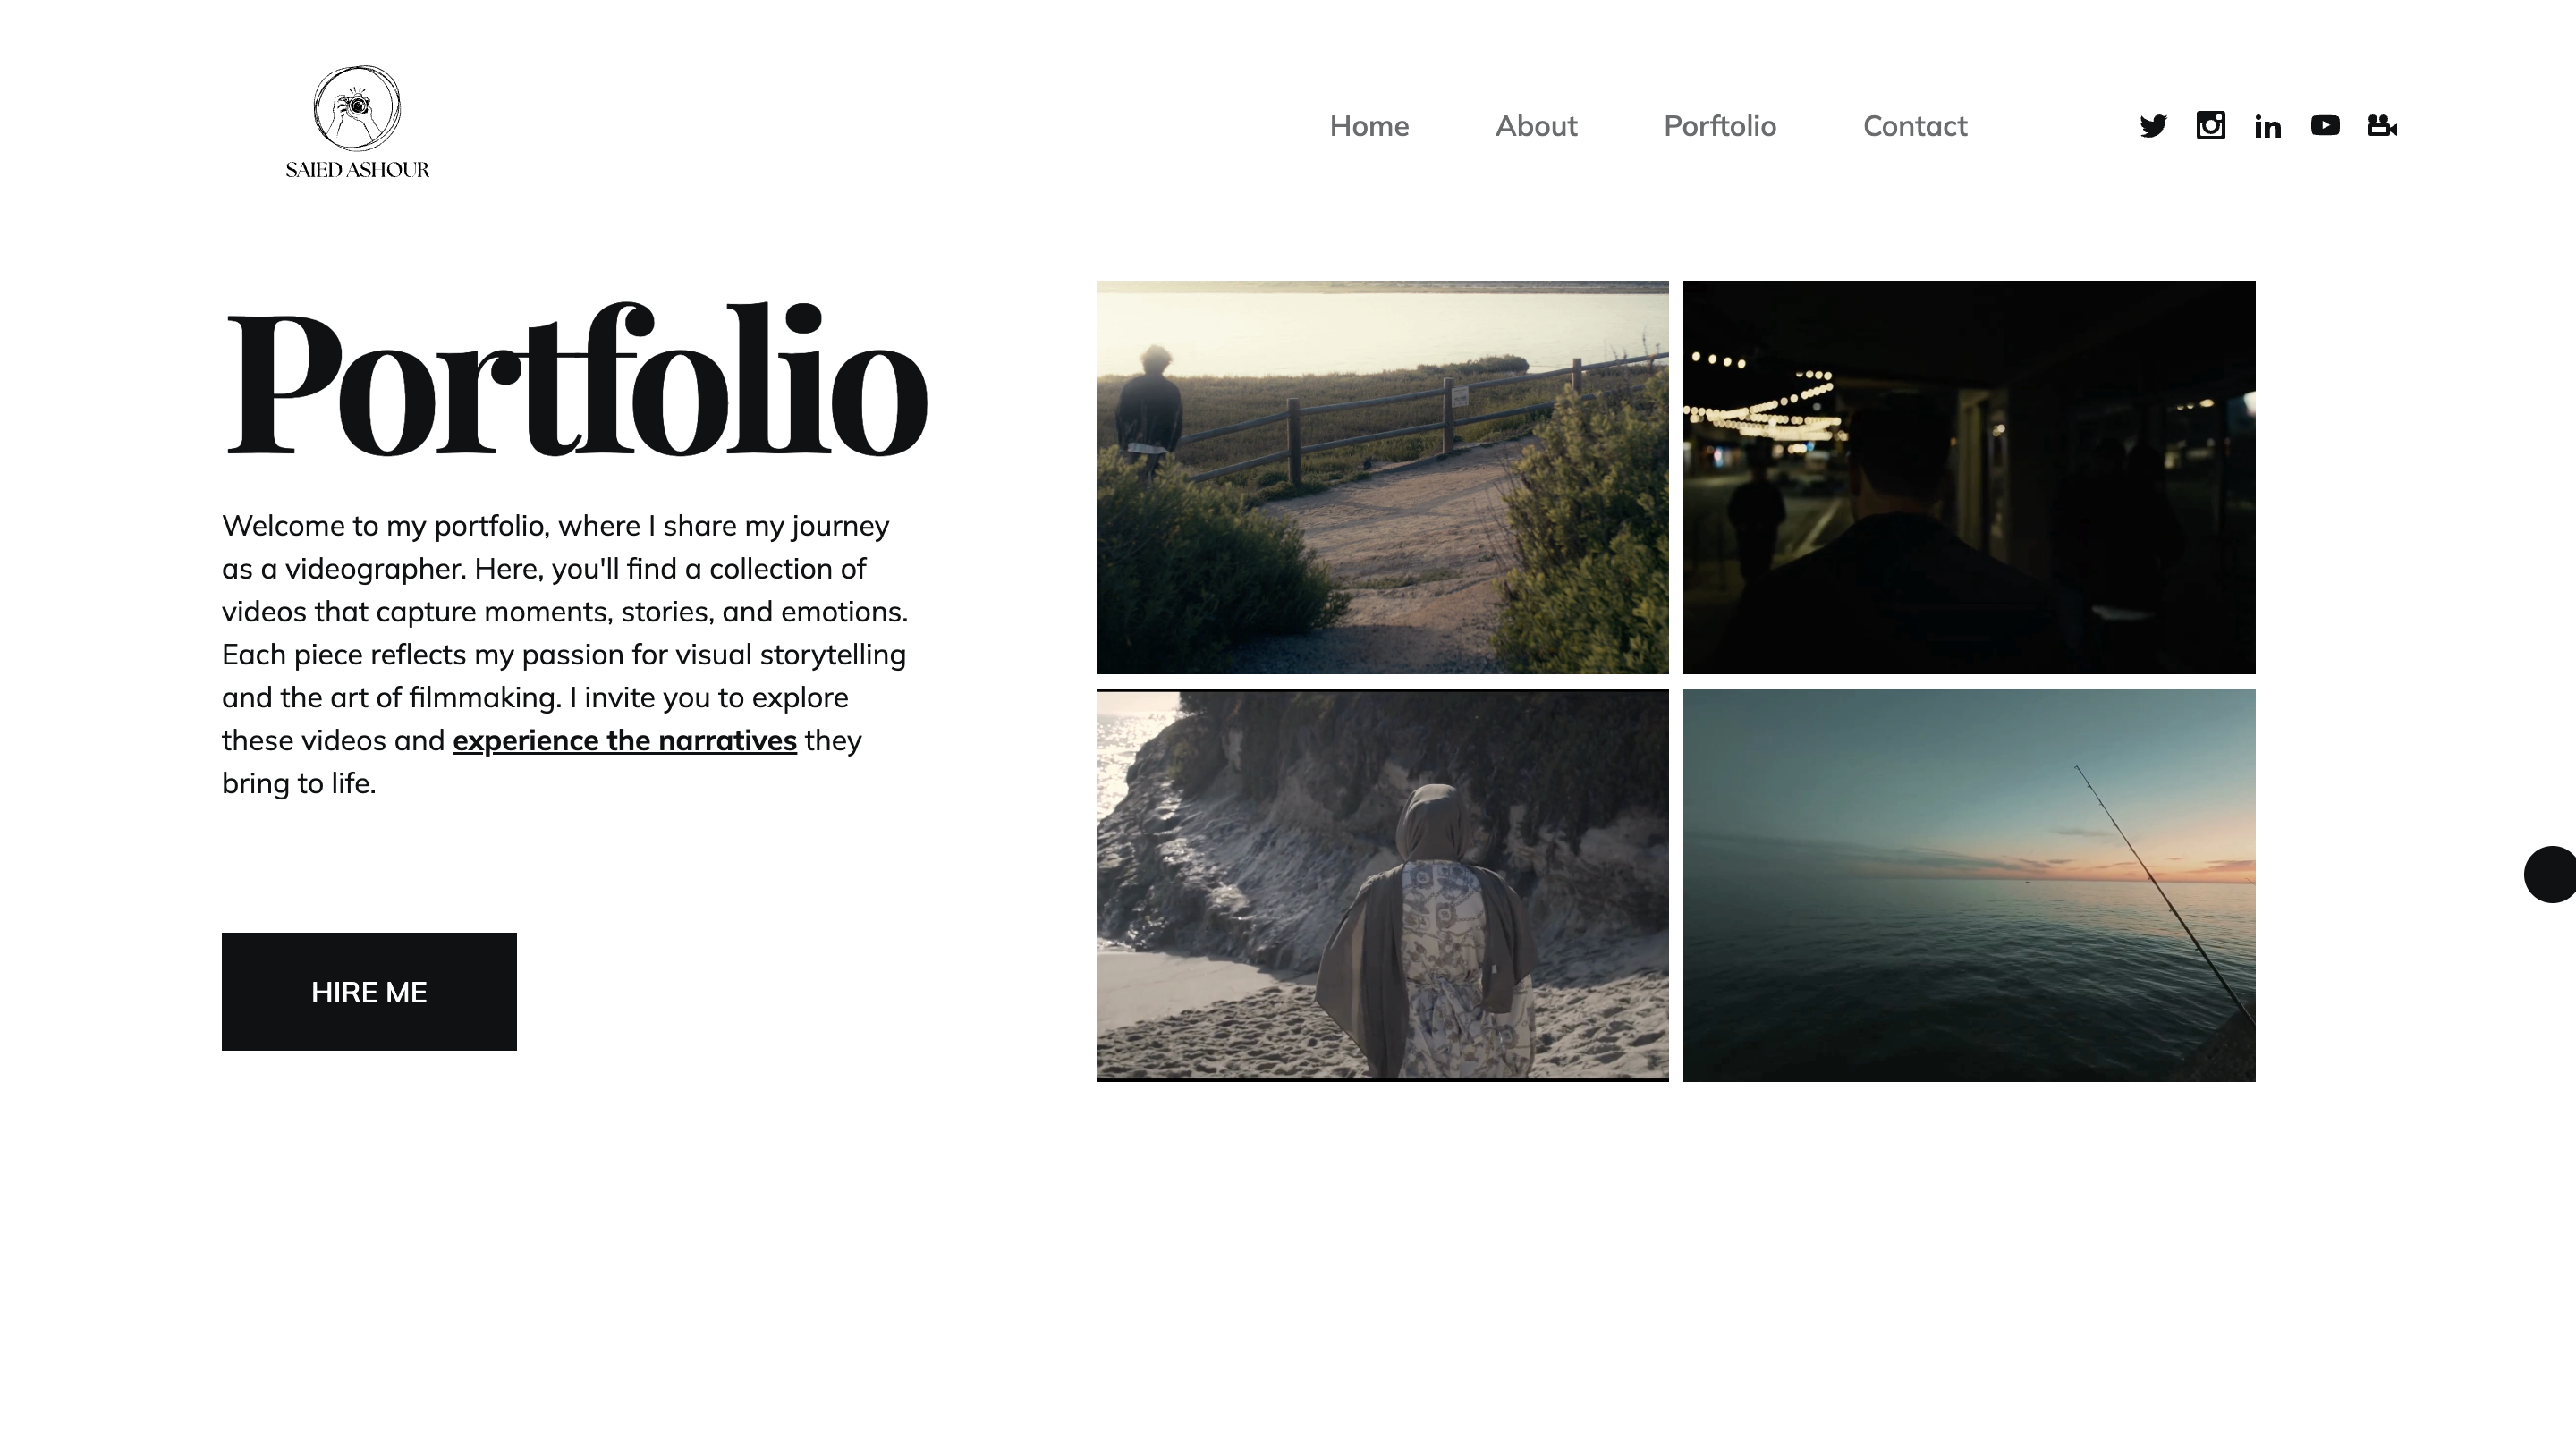 SAIED ASHOUR
Home About Portfolio Contact
Portfolio
Welcome to my portfolio, where I share my journey
as a videographer. Here, you'll find a collection of
videos that capture moments, stories, and emotions.
Each piece reflects my passion for visual storytelling
and the art of filmmaking. I invite you to explore
these videos and experience the narratives they
bring to life.
HIRE ME